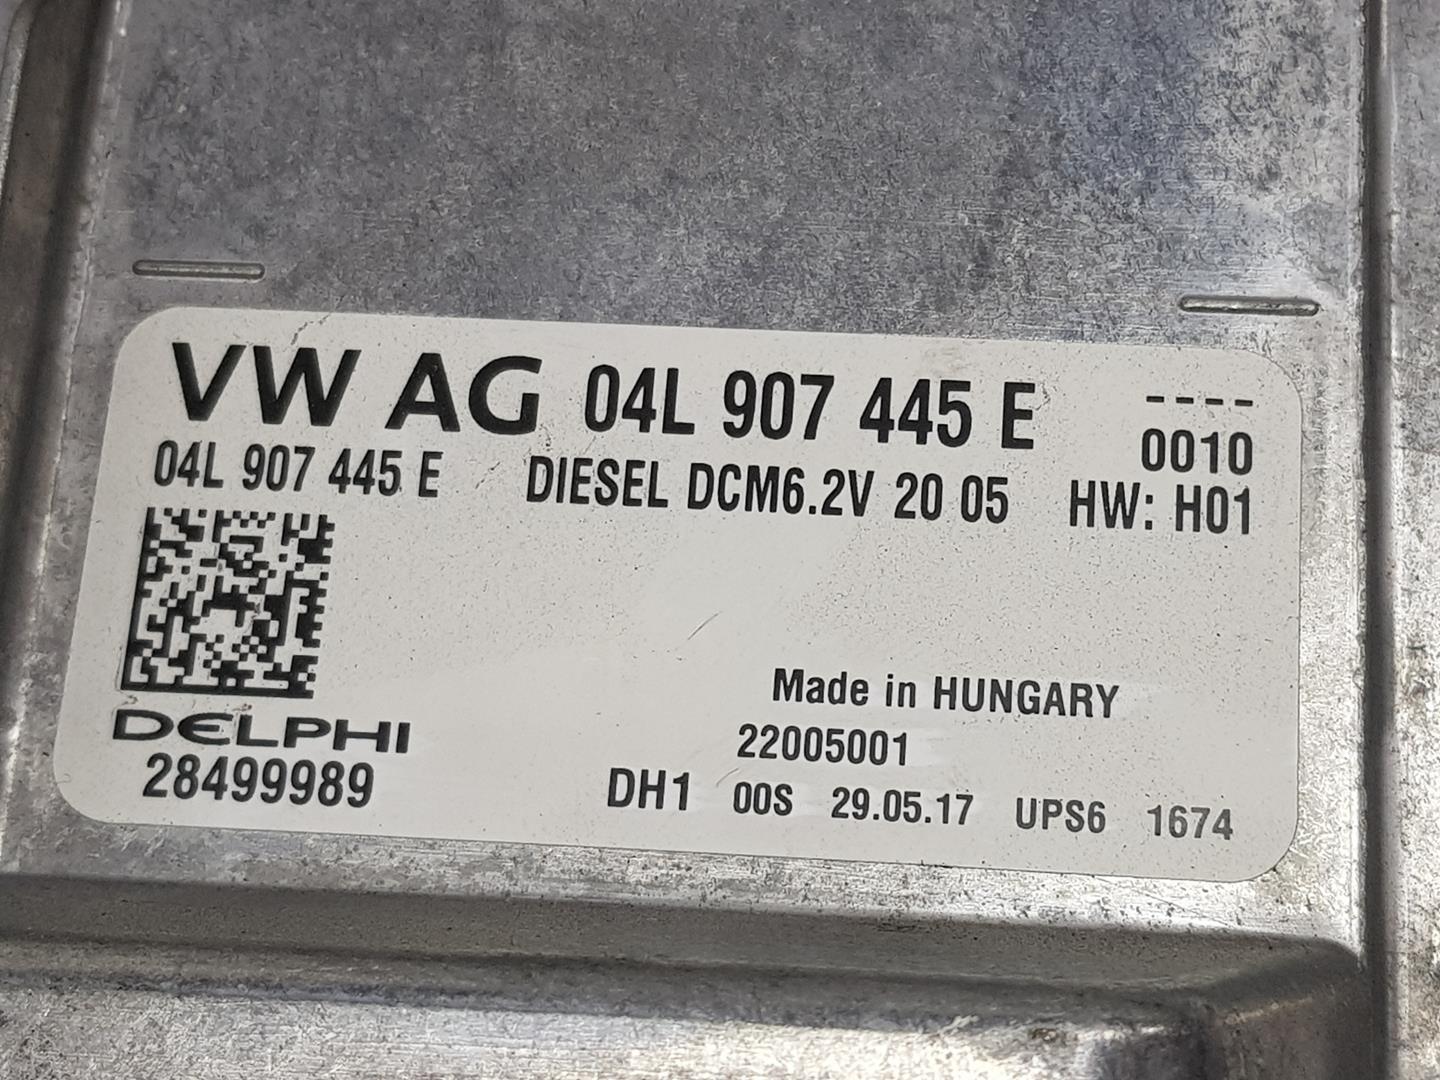 VW AG 04L 907 445 E ----
0010
04L 907 445 E DIESEL DCM6.2V 20 05 HW: H01
Made in HUNGARY
DELPHI 22005001
28499989 DH1 00S 29.05.17 UPS6 1674